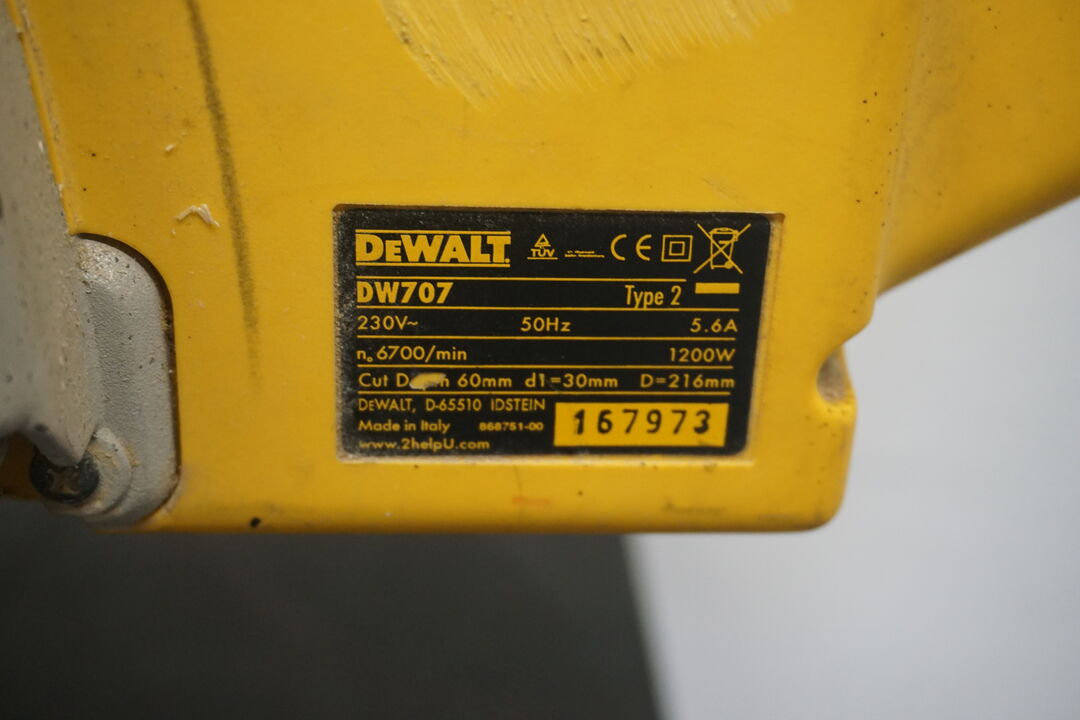 DEWALT
TÜV
CE
DW707 Type 2
230V~ 50Hz 5.6A
n₀ 6700/min 1200W
Cut 60mm d1=30mm D=216mm
DEWALT, D-65510 IDSTEIN
Made in Italy 868751-00
www.2helpU.com
167973